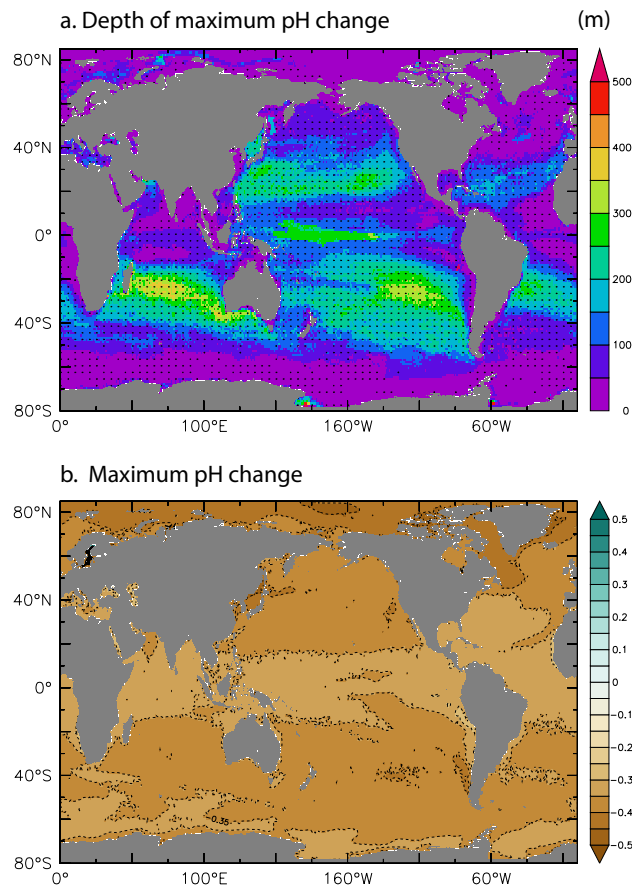 a. Depth of maximum pH change (m)
80°N
40°N
0°
40°S
80°S
0° 100°E 160°W 60°W
500
400
300
200
100
0
b. Maximum pH change
80°N
40°N
0°
40°S
80°S
0° 100°E 160°W 60°W
0.5
0.4
0.3
0.2
0.1
0
-0.1
-0.2
-0.3
-0.4
-0.5
-0.35